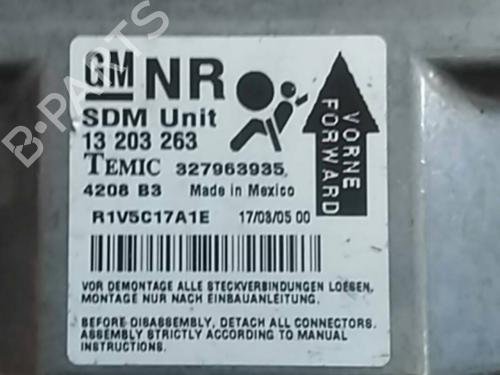 GM NR
SDM Unit
13 203 263
TEMIC 327963935
4208 B3 Made in Mexico
R1V5C17A1E 17/03/05 00
VORNE
FORWARD
VOR DEMONTAGE ALLE STECKVERBINDUNGEN LOESEN,
MONTAGE NUR NACH EINBAUANLEITUNG.
BEFORE DISASSEMBLY, DETACH ALL CONNECTORS.
ASSEMBLY STRICTLY ACCORDING TO MANUAL
INSTRUCTIONS.
B-PARTS